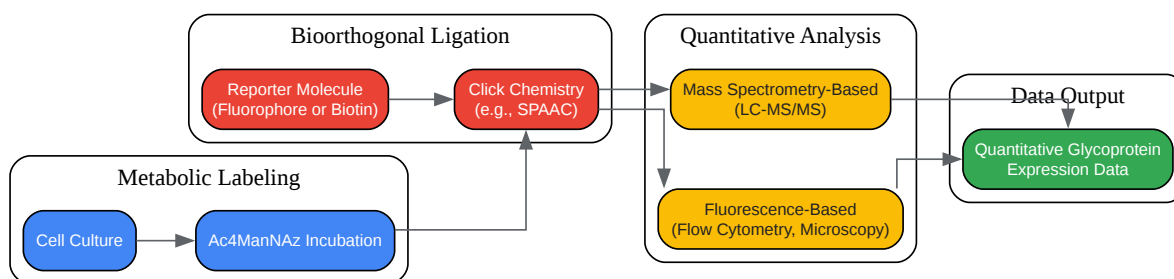 Bioorthogonal Ligation
Reporter Molecule
(Fluorophore or Biotin)
Click Chemistry
(e.g., SPAAC)
Metabolic Labeling
Cell Culture
Ac4ManNAz Incubation
Quantitative Analysis
Mass Spectrometry-Based
(LC-MS/MS)
Fluorescence-Based
(Flow Cytometry, Microscopy)
Data Output
Quantitative Glycoprotein
Expression Data